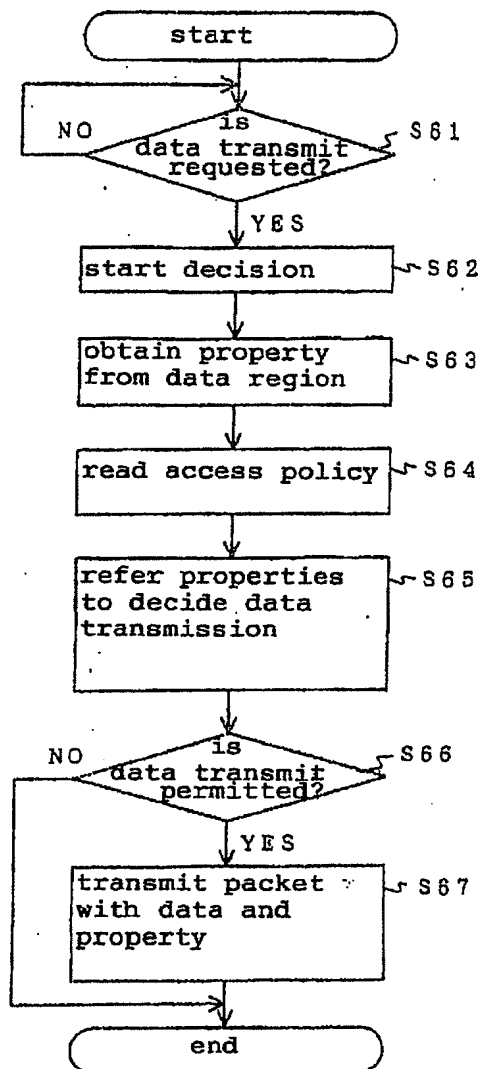 start
is
data transmit
requested?
NO
S61
YES
start decision
S62
obtain property
from data region
S63
read access policy
S64
refer properties
to decide data
transmission
S65
is
data transmit
permitted?
NO
S66
YES
transmit packet
with data and
property
S67
end